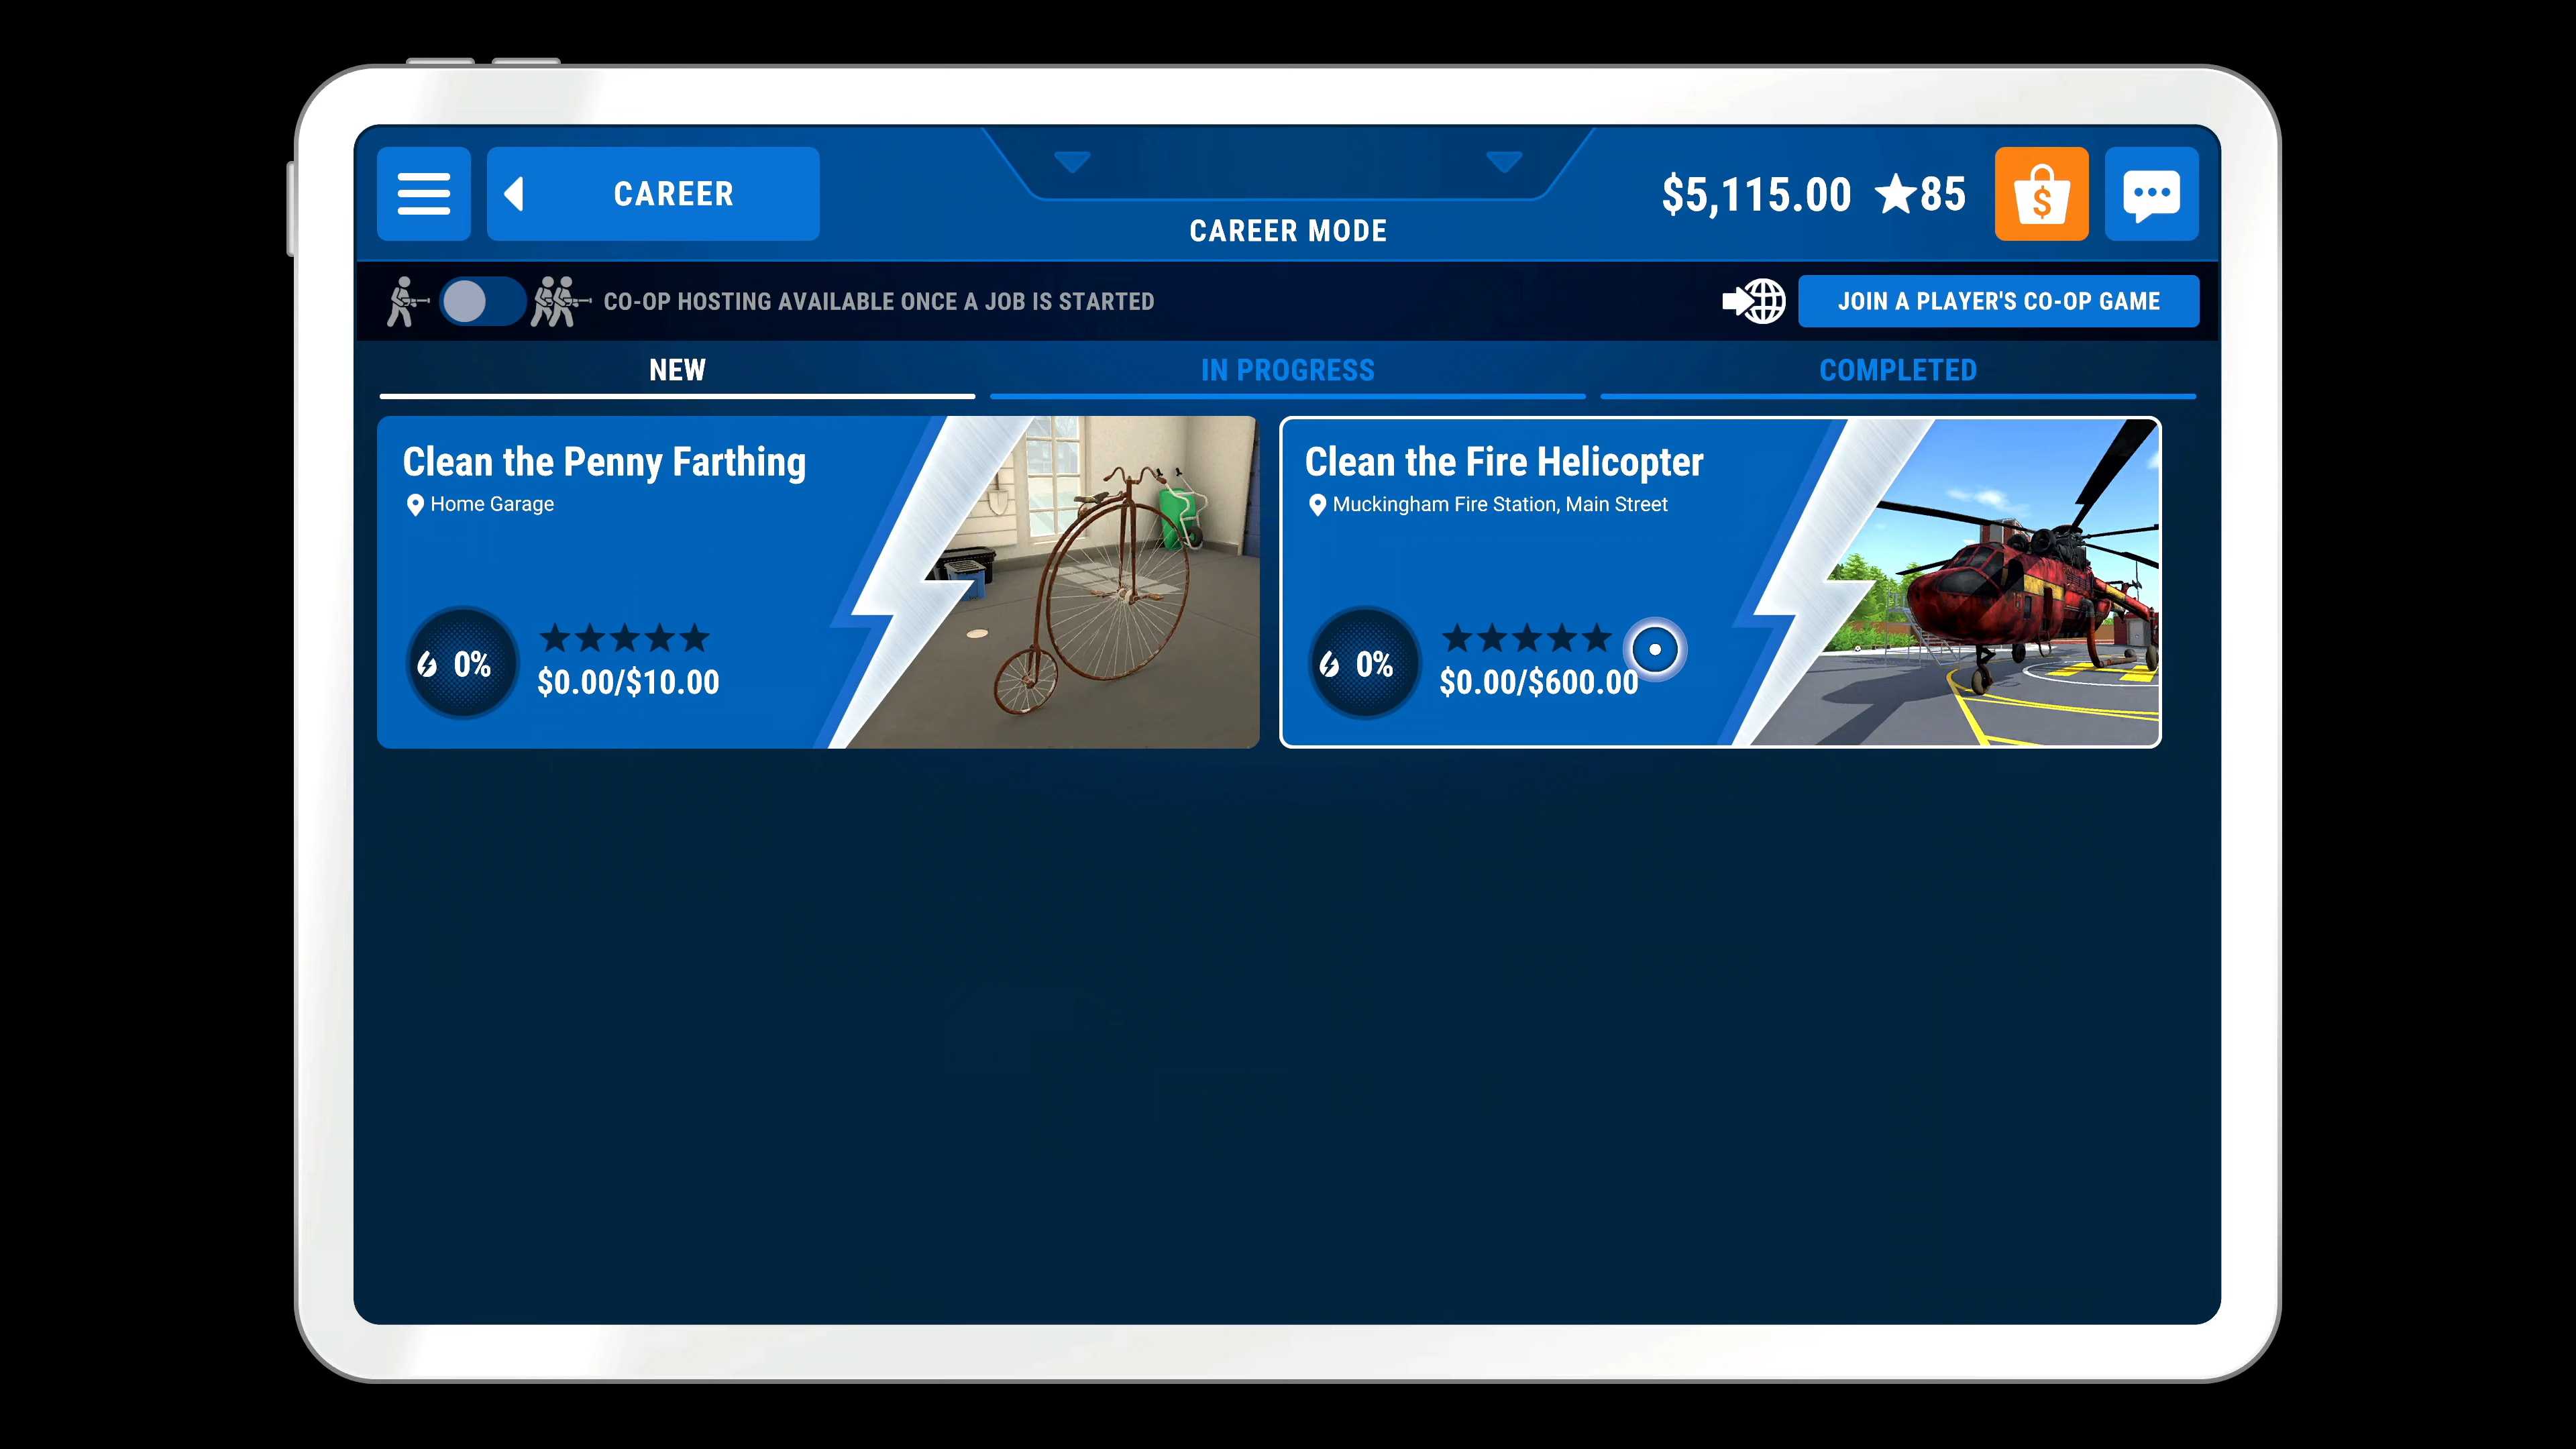 CAREER
CAREER MODE
$5,115.00 ★85
CO-OP HOSTING AVAILABLE ONCE A JOB IS STARTED
JOIN A PLAYER'S CO-OP GAME
NEW
IN PROGRESS
COMPLETED
Clean the Penny Farthing
Home Garage
0%
$0.00/$10.00
Clean the Fire Helicopter
Muckingham Fire Station, Main Street
0%
$0.00/$600.00